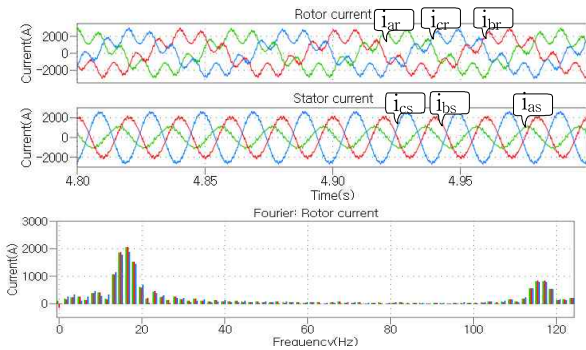 Rotor current
i_ar i_cr i_br
Current(A)
2000
0
−2000
Stator current
i_cs i_bs i_as
Current(A)
2000
0
−2000
4.80 4.85 4.90 4.95
Time(s)
Fourier: Rotor current
Current(A)
3000
2000
1000
0
0 20 40 60 80 100 120
Frequency(Hz)